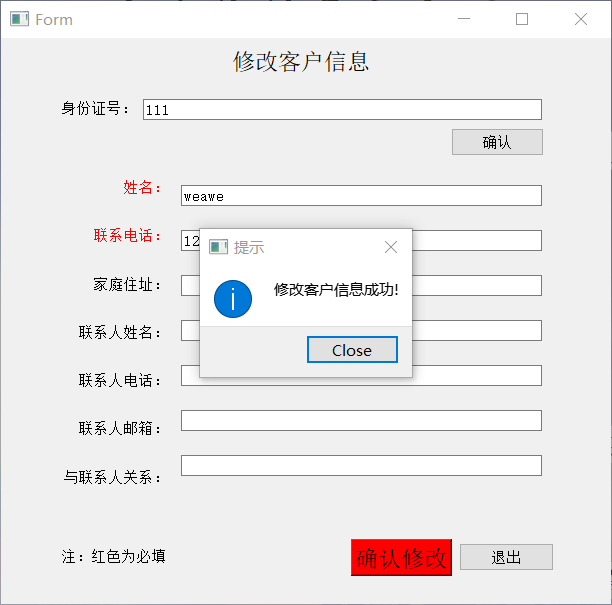 Form
修改客户信息
身份证号： 111
确认
姓名： weawe
联系电话： 12
提示
修改客户信息成功!
Close
家庭住址：
联系人姓名：
联系人电话：
联系人邮箱：
与联系人关系：
注：红色为必填
确认修改
退出